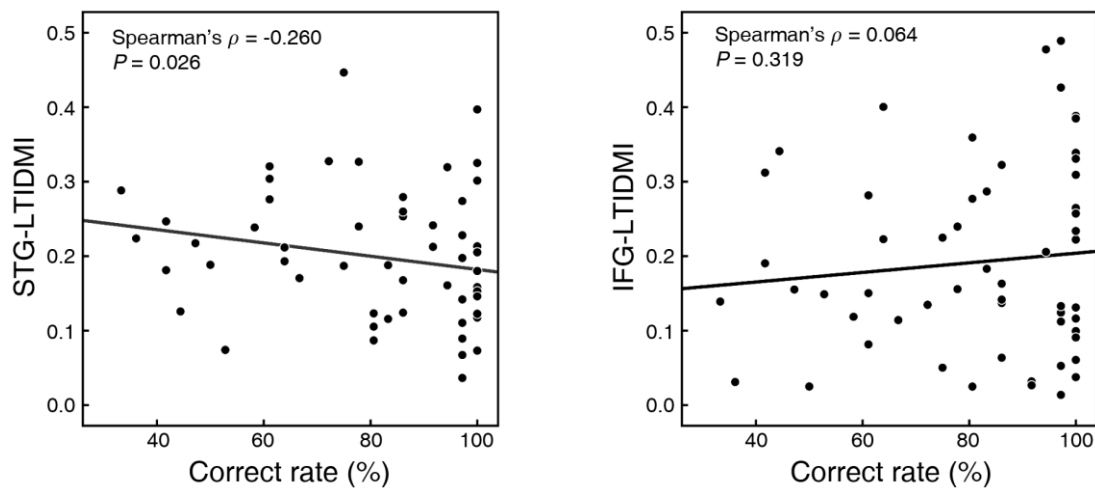 Spearman's ρ = -0.260
P = 0.026
0.5
0.4
0.3
0.2
0.1
0.0
STG-LTIDMI
40 60 80 100
Correct rate (%)
Spearman's ρ = 0.064
P = 0.319
0.5
0.4
0.3
0.2
0.1
0.0
IFG-LTIDMI
40 60 80 100
Correct rate (%)